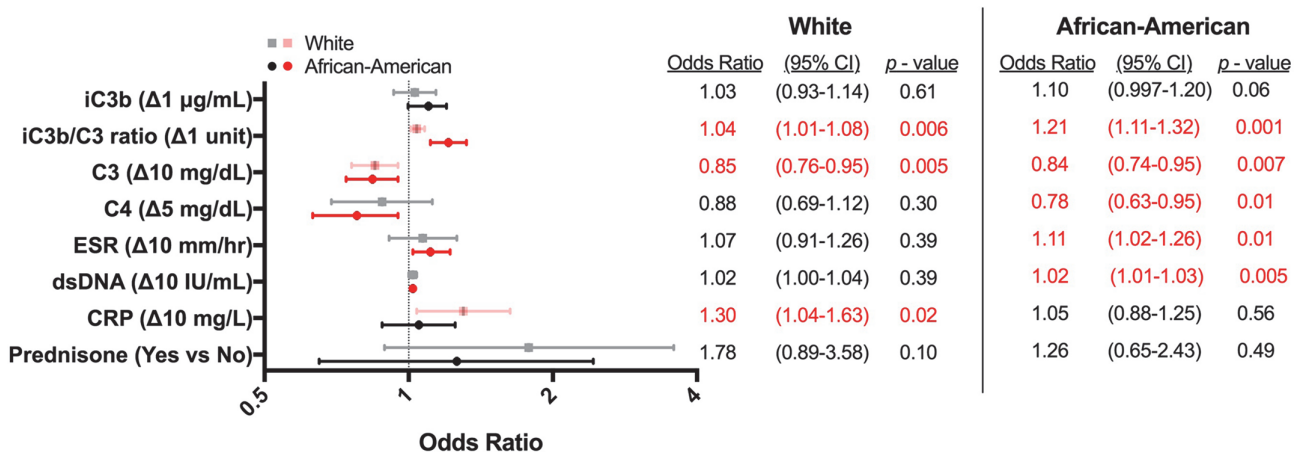 White African-American
White
African-American
Odds Ratio (95% CI) p - value Odds Ratio (95% CI) p - value
iC3b (Δ1 µg/mL) 1.03 (0.93-1.14) 0.61 1.10 (0.997-1.20) 0.06
iC3b/C3 ratio (Δ1 unit) 1.04 (1.01-1.08) 0.006 1.21 (1.11-1.32) 0.001
C3 (Δ10 mg/dL) 0.85 (0.76-0.95) 0.005 0.84 (0.74-0.95) 0.007
C4 (Δ5 mg/dL) 0.88 (0.69-1.12) 0.30 0.78 (0.63-0.95) 0.01
ESR (Δ10 mm/hr) 1.07 (0.91-1.26) 0.39 1.11 (1.02-1.26) 0.01
dsDNA (Δ10 IU/mL) 1.02 (1.00-1.04) 0.39 1.02 (1.01-1.03) 0.005
CRP (Δ10 mg/L) 1.30 (1.04-1.63) 0.02 1.05 (0.88-1.25) 0.56
Prednisone (Yes vs No) 1.78 (0.89-3.58) 0.10 1.26 (0.65-2.43) 0.49
0.5 1 2 4
Odds Ratio